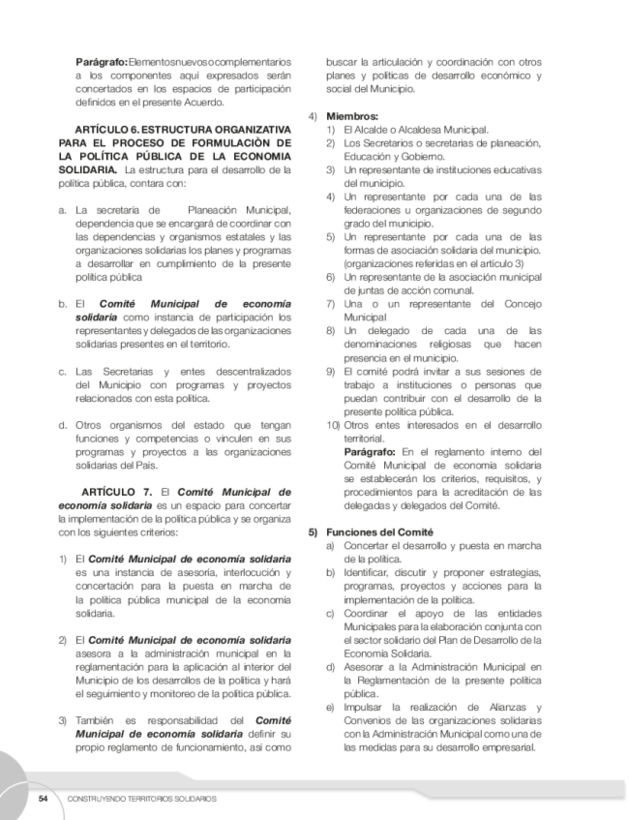 Parágrafo:Elementosnuevosocomplementarios
a los componentes aquí expresados serán
concertados en los espacios de participación
definidos en el presente Acuerdo.
ARTÍCULO 6. ESTRUCTURA ORGANIZATIVA
PARA EL PROCESO DE FORMULACIÒN DE
LA POLÍTICA PÚBLICA DE LA ECONOMIA
SOLIDARIA. La estructura para el desarrollo de la
política pública, contara con:
a. La secretaría de Planeación Municipal,
dependencia que se encargará de coordinar con
las dependencias y organismos estatales y las
organizaciones solidarias los planes y programas
a desarrollar en cumplimiento de la presente
política pública
b. El Comité Municipal de economía
solidaria como instancia de participación los
representantes y delegados de las organizaciones
solidarias presentes en el territorio.
c. Las Secretarias y entes descentralizados
del Municipio con programas y proyectos
relacionados con esta política.
d. Otros organismos del estado que tengan
funciones y competencias o vinculen en sus
programas y proyectos a las organizaciones
solidarias del País.
ARTÍCULO 7. El Comité Municipal de
economía solidaria es un espacio para concertar
la implementación de la política pública y se organiza
con los siguientes criterios:
1) El Comité Municipal de economía solidaria
es una instancia de asesoría, interlocución y
concertación para la puesta en marcha de
la política pública municipal de la economía
solidaria.
2) El Comité Municipal de economía solidaria
asesora a la administración municipal en la
reglamentación para la aplicación al interior del
Municipio de los desarrollos de la política y hará
el seguimiento y monitoreo de la política pública.
3) También es responsabilidad del Comité
Municipal de economía solidaria definir su
propio reglamento de funcionamiento, así como
buscar la articulación y coordinación con otros
planes y políticas de desarrollo económico y
social del Municipio.
4) Miembros:
1) El Alcalde o Alcaldesa Municipal.
2) Los Secretarios o secretarias de planeación,
Educación y Gobierno.
3) Un representante de instituciones educativas
del municipio.
4) Un representante por cada una de las
federaciones u organizaciones de segundo
grado del municipio.
5) Un representante por cada una de las
formas de asociación solidaria del municipio.
(organizaciones referidas en el artículo 3)
6) Un representante de la asociación municipal
de juntas de acción comunal.
7) Una o un representante del Concejo
Municipal
8) Un delegado de cada una de las
denominaciones religiosas que hacen
presencia en el municipio.
9) El comité podrá invitar a sus sesiones de
trabajo a instituciones o personas que
puedan contribuir con el desarrollo de la
presente política pública.
10) Otros entes interesados en el desarrollo
territorial.
Parágrafo: En el reglamento interno del
Comité Municipal de economía solidaria
se establecerán los criterios, requisitos, y
procedimientos para la acreditación de las
delegadas y delegados del Comité.
5) Funciones del Comité
a) Concertar el desarrollo y puesta en marcha
de la política.
b) Identificar, discutir y proponer estrategias,
programas, proyectos y acciones para la
implementación de la política.
c) Coordinar el apoyo de las entidades
Municipales para la elaboración conjunta con
el sector solidario del Plan de Desarrollo de la
Economía Solidaria.
d) Asesorar a la Administración Municipal en
la Reglamentación de la presente política
pública.
e) Impulsar la realización de Alianzas y
Convenios de las organizaciones solidarias
con la Administración Municipal como una de
las medidas para su desarrollo empresarial.
54 CONSTRUYENDO TERRITORIOS SOLIDARIOS